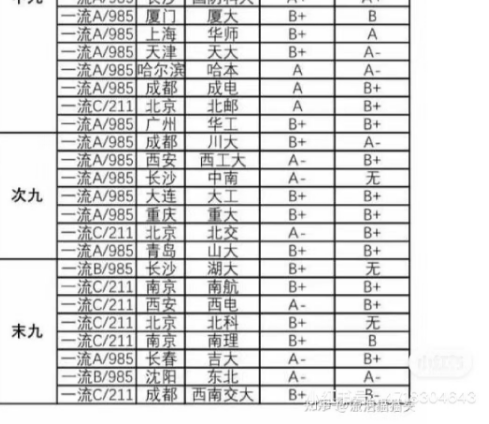 一流A/985 长沙 国防科大 A+ A+
一流A/985 厦门 厦大 B+ B
一流A/985 上海 华师 B+ A
一流A/985 天津 天大 B+ A-
一流A/985 哈尔滨 哈本 A A-
一流A/985 成都 成电 A B+
一流C/211 北京 北邮 A B+
一流A/985 广州 华工 B+ B+
次九
一流A/985 成都 川大 B+ A-
一流A/985 西安 西工大 A- B+
一流A/985 长沙 中南 A- 无
一流A/985 大连 大工 B+ B+
一流A/985 重庆 重大 B+ B+
一流C/211 北京 北交 A- B+
一流A/985 青岛 山大 B+ B+
末九
一流B/985 长沙 湖大 B+ 无
一流C/211 南京 南航 B+ B+
一流C/211 西安 西电 A- B+
一流C/211 北京 北科 B+ 无
一流C/211 南京 南理 B+ B
一流A/985 长春 吉大 A- B+
一流B/985 沈阳 东北 A- A-
一流C/211 成都 西南交大 B+ B-
知乎